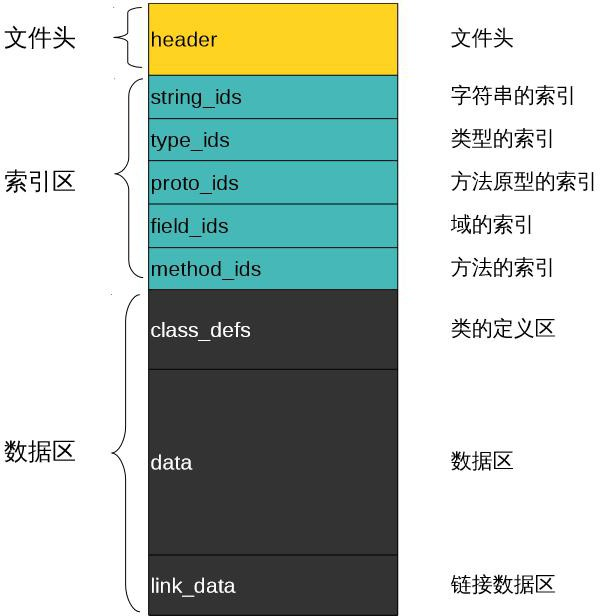 文件头
header
文件头
string_ids
字符串的索引
type_ids
类型的索引
索引区
proto_ids
方法原型的索引
field_ids
域的索引
method_ids
方法的索引
class_defs
类的定义区
数据区
data
数据区
link_data
链接数据区